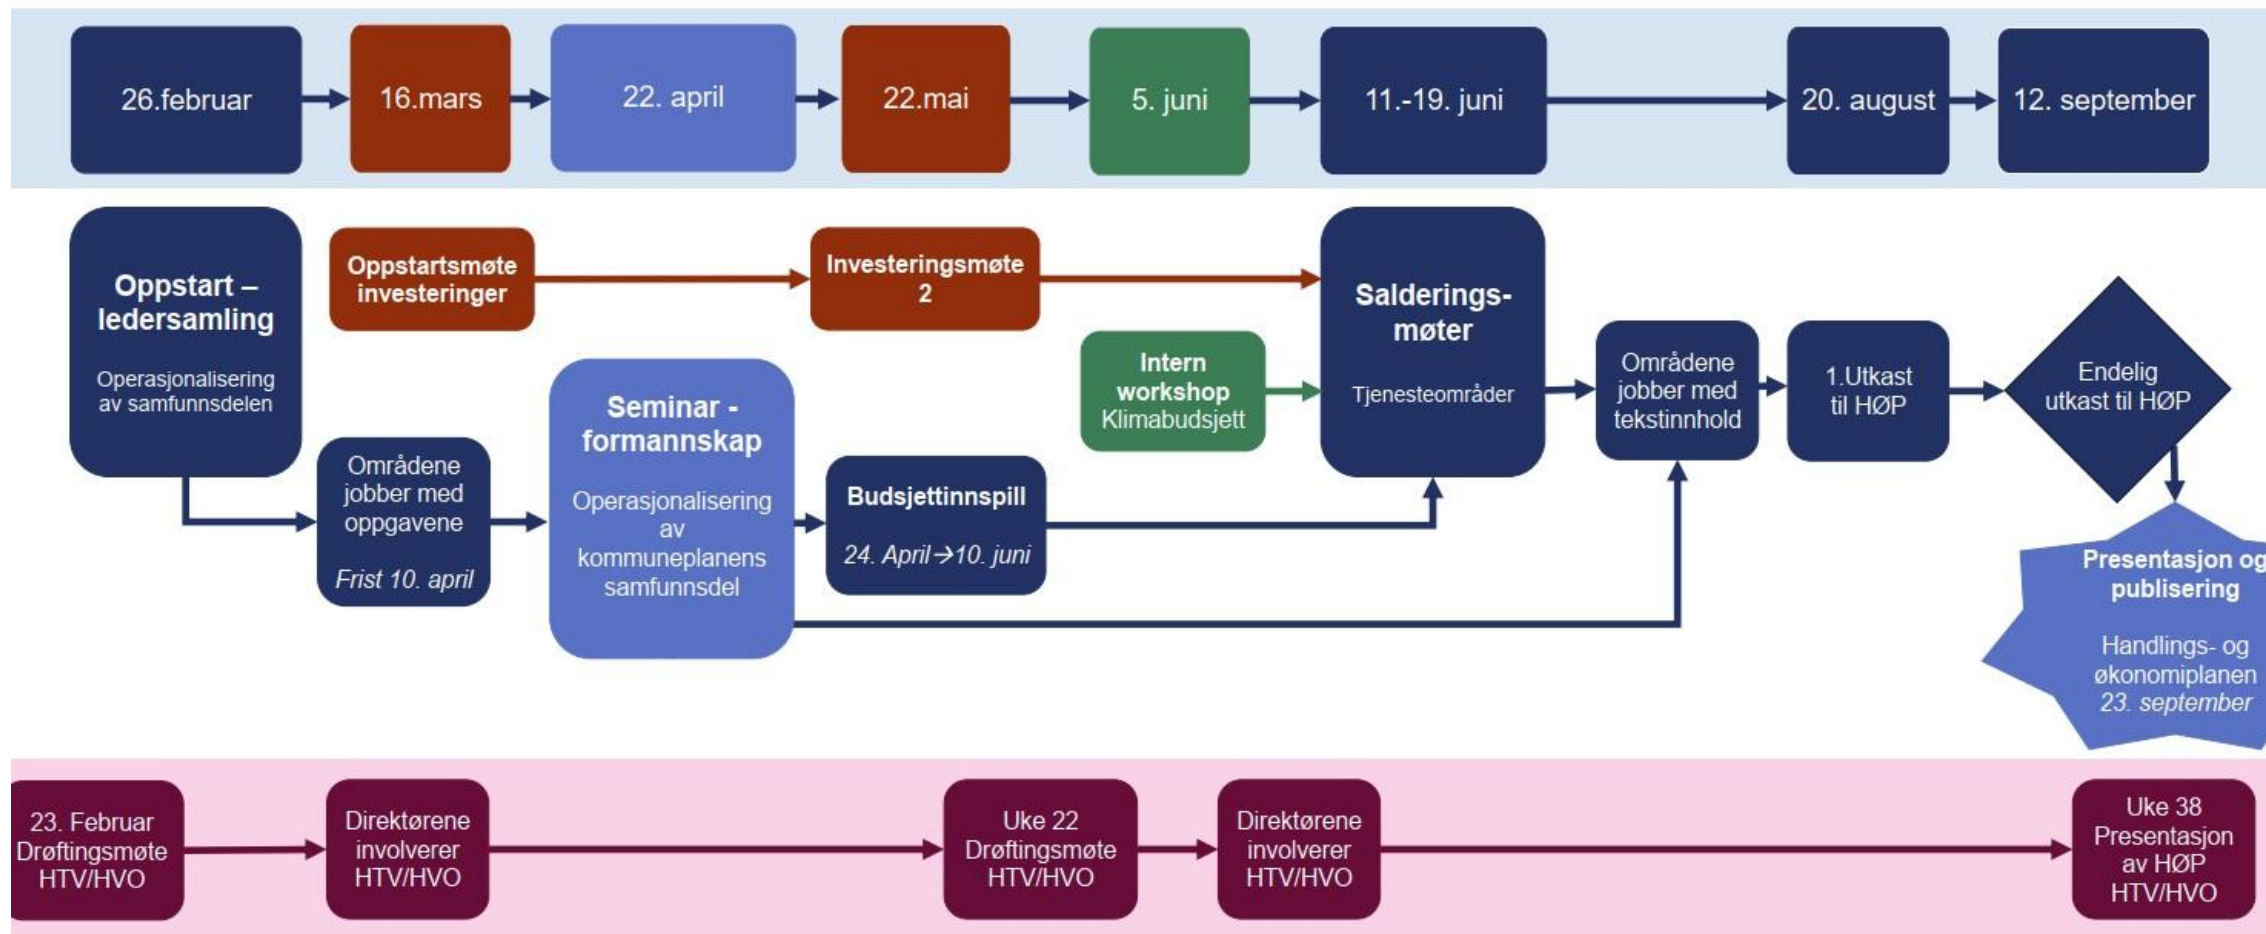 26.februar
16.mars
22. april
22.mai
5. juni
11.-19. juni
20. august
12. september
Oppstart –
ledersamling
Operasjonalisering
av samfunnsdelen
Oppstartsmøte
investeringer
Investeringsmøte
2
Salderings-
møter
Tjenesteområder
Intern
workshop
Klimabudsjett
Områdene
jobber med
tekstinnhold
1.Utkast
til HØP
Endelig
utkast til HØP
Områdene
jobber med
oppgavene
Frist 10. april
Seminar -
formannskap
Operasjonalisering
av
kommuneplanens
samfunnsdel
Budsjettinnspill
24. April→10. juni
Presentasjon og
publisering
Handlings- og
økonomiplanen
23. september
23. Februar
Drøftingsmøte
HTV/HVO
Direktørene
involverer
HTV/HVO
Uke 22
Drøftingsmøte
HTV/HVO
Direktørene
involverer
HTV/HVO
Uke 38
Presentasjon
av HØP
HTV/HVO